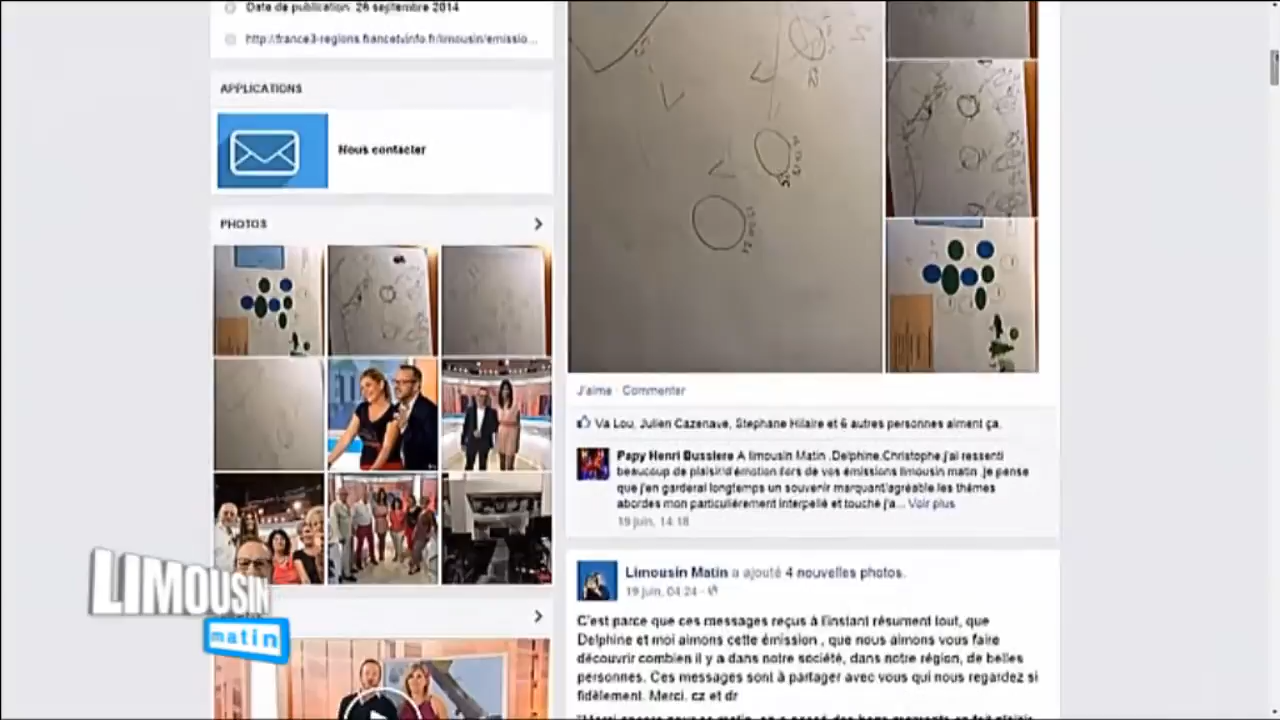 Date de publication 26 septembre 2014
http://france3-regions.francetvinfo.fr/limousin/emissio...
APPLICATIONS
Nous contacter
PHOTOS
J'aime · Commenter
Va Lou, Julien Cazenave, Stephane Hilaire et 6 autres personnes aiment ça.
Papy Henri Bussiere A limousin Matin ,Delphine,Christophe,j'ai ressenti
beaucoup de plaisir/d'émotion lors de vos émissions limousin matin .je pense
que j'en garderai longtemps un souvenir marquant/agréable.les thèmes
abordes mon particulièrement interpellé et touché j'a... Voir plus
19 juin, 14:18
Limousin Matin a ajouté 4 nouvelles photos.
19 juin, 04:24 ·
C'est parce que ces messages reçus à l'instant résument tout, que
Delphine et moi aimons cette émission , que nous aimons vous faire
découvrir combien il y a dans notre société, dans notre région, de belles
personnes. Ces messages sont à partager avec vous qui nous regardez si
fidèlement. Merci. cz et dr
LIMOUSIN
matin